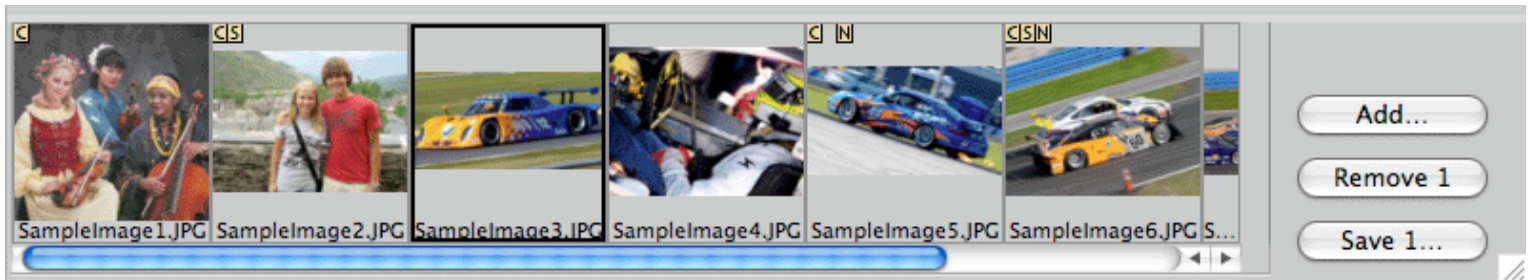 C
C S
C N
C S N
SampleImage1.JPG
SampleImage2.JPG
SampleImage3.JPG
SampleImage4.JPG
SampleImage5.JPG
SampleImage6.JPG
S...
Add...
Remove 1
Save 1...